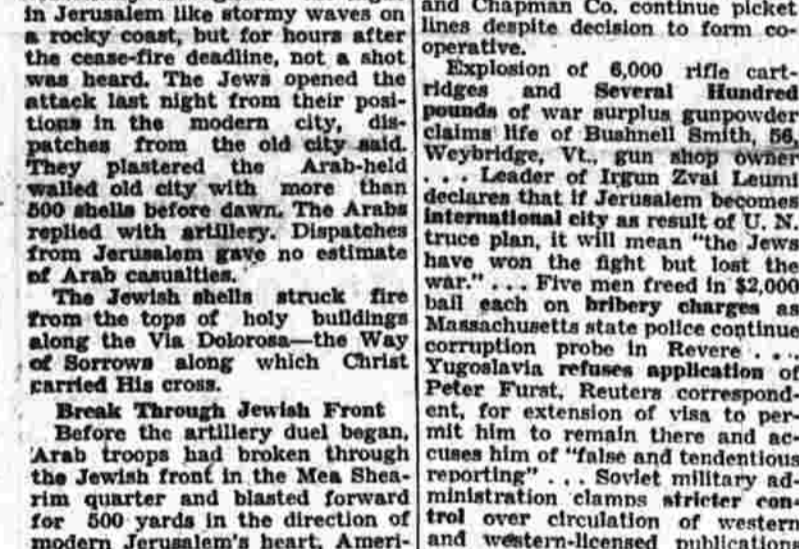 in Jerusalem like stormy waves on
a rocky coast, but for hours after
the cease-fire deadline, not a shot
was heard. The Jews opened the
attack last night from their posi-
tions in the modern city, dis-
patches from the old city said.
They plastered the Arab-held
walled old city with more than
500 shells before dawn. The Arabs
replied with artillery. Dispatches
from Jerusalem gave no estimate
of Arab casualties.
The Jewish shells struck fire
from the tops of holy buildings
along the Via Dolorosa—the Way
of Sorrows along which Christ
carried His cross.
Break Through Jewish Front
Before the artillery duel began,
Arab troops had broken through
the Jewish front in the Mea Shea-
rim quarter and blasted forward
for 500 yards in the direction of
modern Jerusalem's heart. Ameri-
and Chapman Co. continue picket
lines despite decision to form co-
operative.
Explosion of 6,000 rifle cart-
ridges and Several Hundred
pounds of war surplus gunpowder
claims life of Bushnell Smith, 56,
Weybridge, Vt., gun shop owner
. . . Leader of Irgun Zvai Leumi
declares that if Jerusalem becomes
international city as result of U. N.
truce plan, it will mean "the Jews
have won the fight but lost the
war." . . . Five men freed in $2,000
bail each on bribery charges as
Massachusetts state police continue
corruption probe in Revere . . .
Yugoslavia refuses application of
Peter Furst, Reuters correspond-
ent, for extension of visa to per-
mit him to remain there and ac-
cuses him of "false and tendentious
reporting" . . . Soviet military ad-
ministration clamps stricter con-
trol over circulation of western
and western-licensed publications